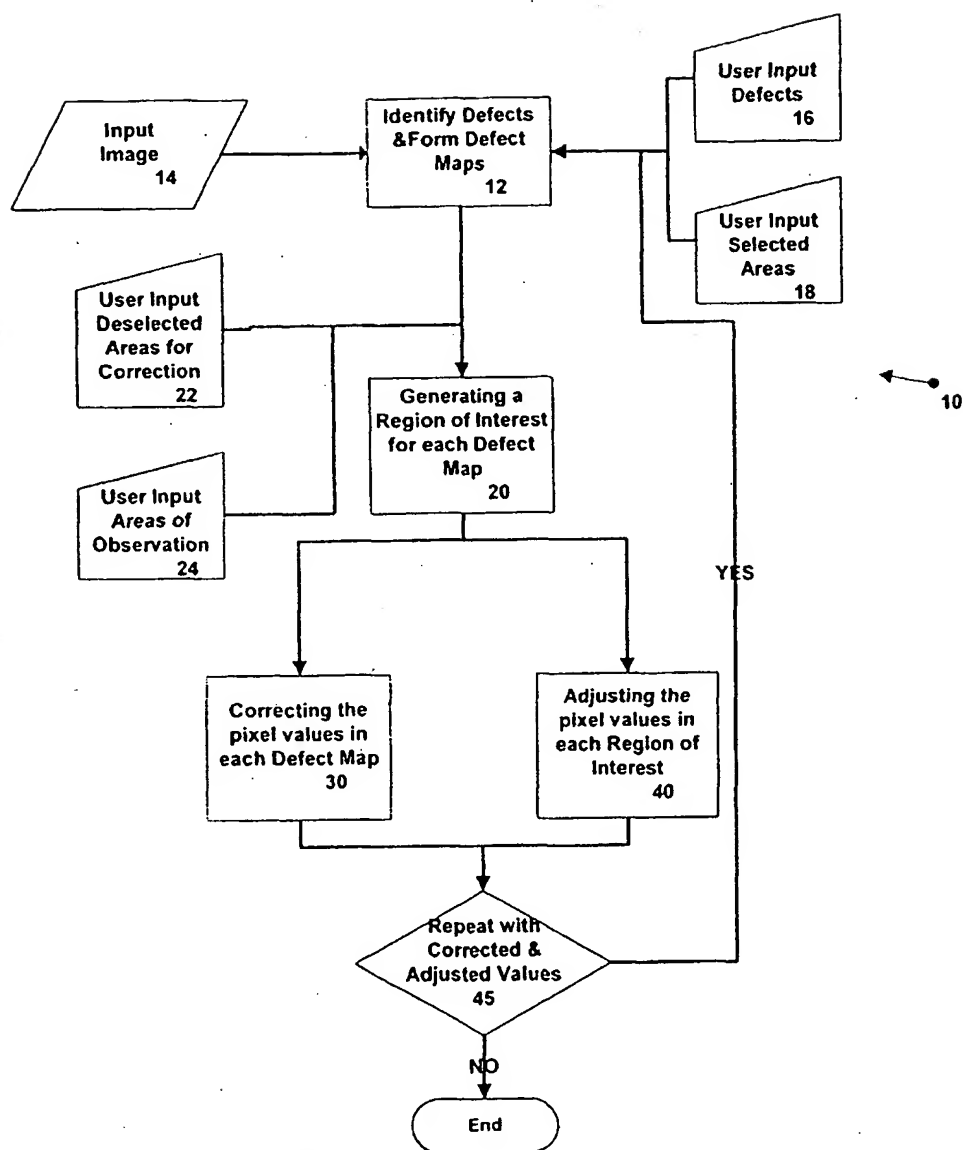 Input
Image
14
Identify Defects
&Form Defect
Maps
12
User Input
Defects
16
User Input
Selected
Areas
18
User Input
Deselected
Areas for
Correction
22
Generating a
Region of Interest
for each Defect
Map
20
10
User Input
Areas of
Observation
24
YES
Correcting the
pixel values in
each Defect Map
30
Adjusting the
pixel values in
each Region of
Interest
40
Repeat with
Corrected &
Adjusted Values
45
NO
End